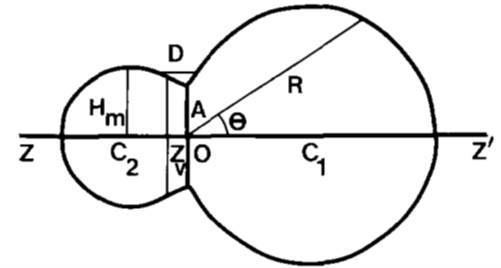 D
H_m
A
R
θ
Z C_2 Z_v O C_1 Z'